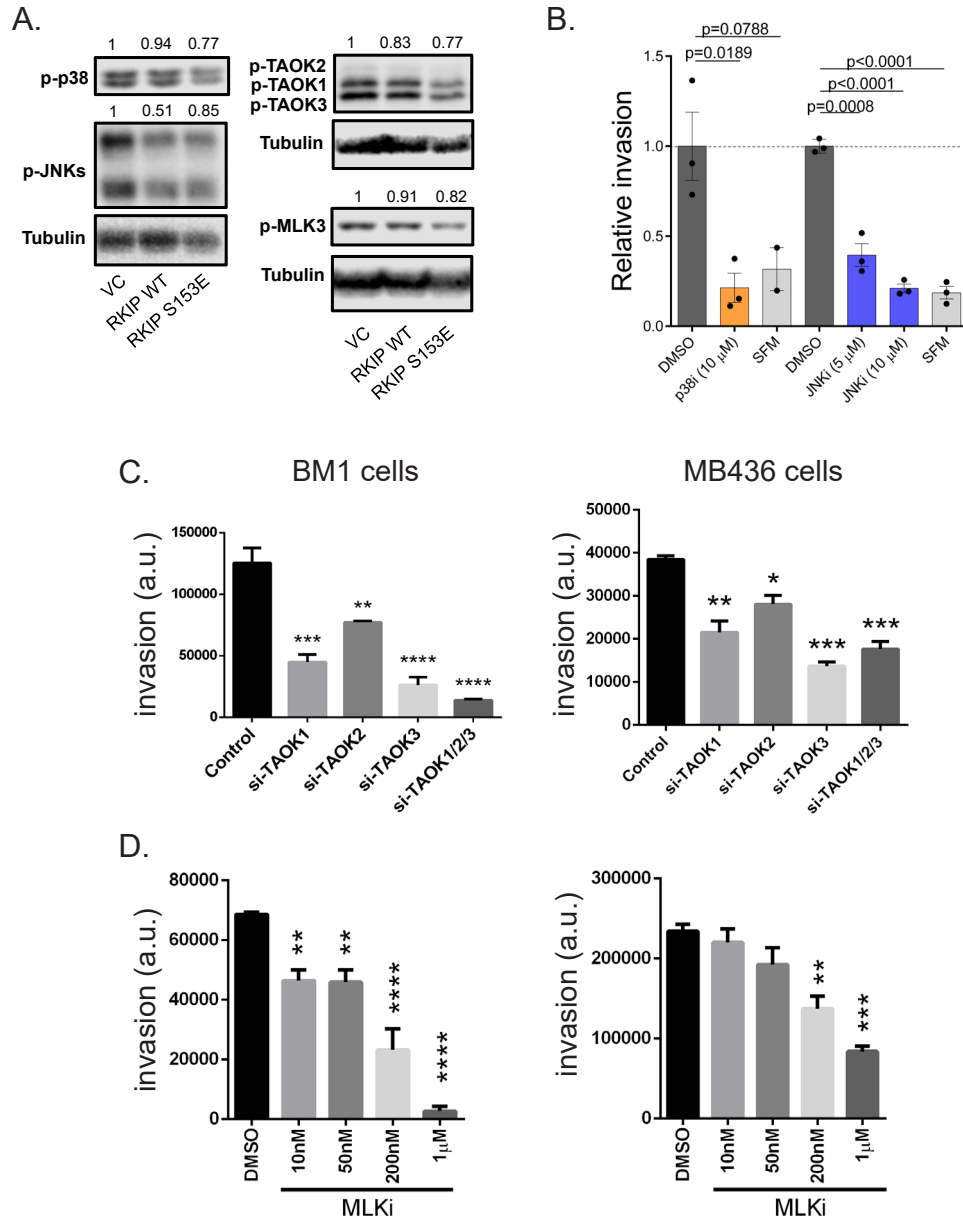 A.
1 0.94 0.77
p-p38
1 0.51 0.85
p-JNKs
Tubulin
VC
RKIP WT
RKIP S153E
1 0.83 0.77
p-TAOK2
p-TAOK1
p-TAOK3
Tubulin
1 0.91 0.82
p-MLK3
Tubulin
VC
RKIP WT
RKIP S153E
B.
Relative invasion
1.5
1.0
0.5
0.0
p=0.0788
p=0.0189
p<0.0001
p<0.0001
p=0.0008
DMSO
p38i (10 μM)
SFM
DMSO
JNKi (5 μM)
JNKi (10 μM)
SFM
C.
BM1 cells
invasion (a.u.)
150000
100000
50000
0
***
**
****
****
Control
si-TAOK1
si-TAOK2
si-TAOK3
si-TAOK1/2/3
MB436 cells
invasion (a.u.)
50000
40000
30000
20000
10000
0
**
*
***
***
Control
si-TAOK1
si-TAOK2
si-TAOK3
si-TAOK1/2/3
D.
invasion (a.u.)
80000
60000
40000
20000
0
**
**
****
****
DMSO
10nM
50nM
200nM
1μM
MLKi
invasion (a.u.)
300000
200000
100000
0
**
***
DMSO
10nM
50nM
200nM
1μM
MLKi